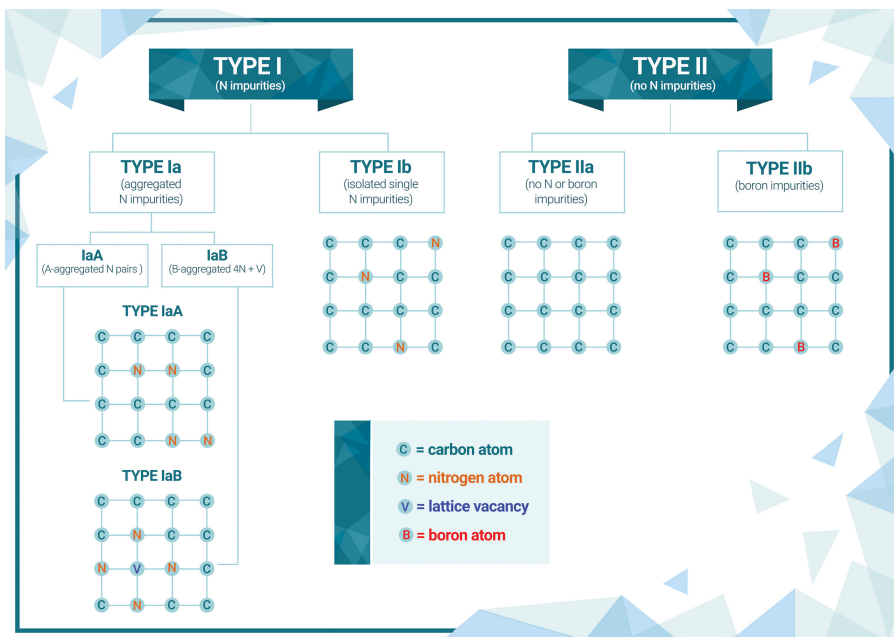 TYPE I
(N impurities)
TYPE II
(no N impurities)
TYPE Ia
(aggregated
N impurities)
TYPE Ib
(isolated single
N impurities)
TYPE IIa
(no N or boron
impurities)
TYPE IIb
(boron impurities)
IaA
(A-aggregated N pairs )
IaB
(B-aggregated 4N + V)
TYPE IaA
C C C C
C N N C
C C C C
C C N N
TYPE IaB
C C C C
C N C C
N V N C
C N C C
C C C N
C N C C
C C C C
C C N C
C C C C
C C C C
C C C C
C C C C
C C C B
C B C C
C C C C
C C B C
C = carbon atom
N = nitrogen atom
V = lattice vacancy
B = boron atom